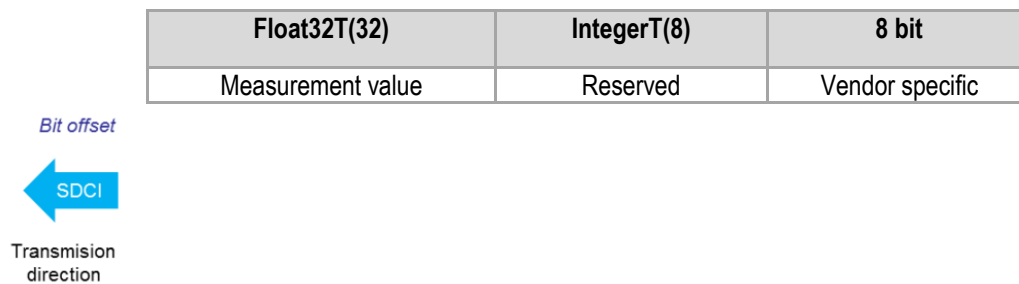 Float32T(32) IntegerT(8) 8 bit
Measurement value Reserved Vendor specific
Bit offset
SDCI
Transmision
direction